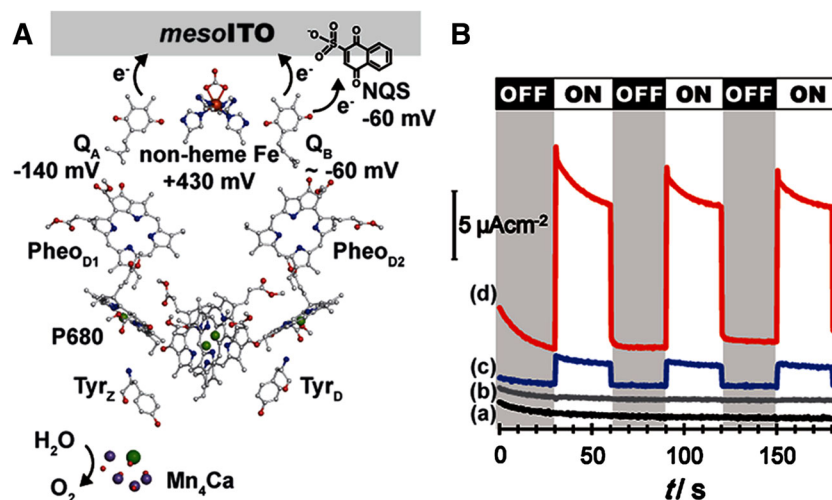 A
mesoITO
O
-O
S
O
O
O
e-
e-
e-
NQS
-60 mV
QA
-140 mV
non-heme Fe
+430 mV
QB
~ -60 mV
PheoD1
PheoD2
P680
TyrZ
TyrD
H2O
O2
Mn4Ca
B
OFF ON OFF ON OFF ON
5 µAcm-2
(d)
(c)
(b)
(a)
0 50 100 150
t/ s